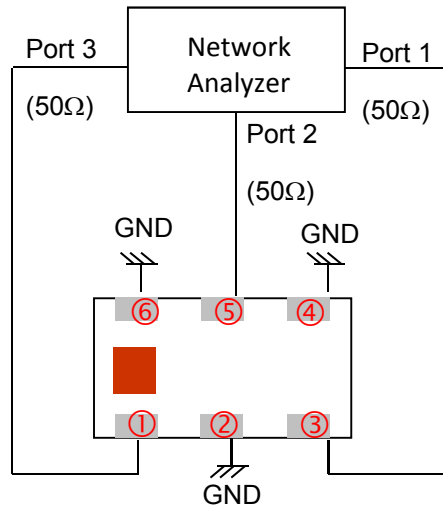 Port 3
Network
Analyzer
Port 1
(50Ω)
(50Ω)
Port 2
(50Ω)
GND
GND
⑥
⑤
④
①
②
③
GND